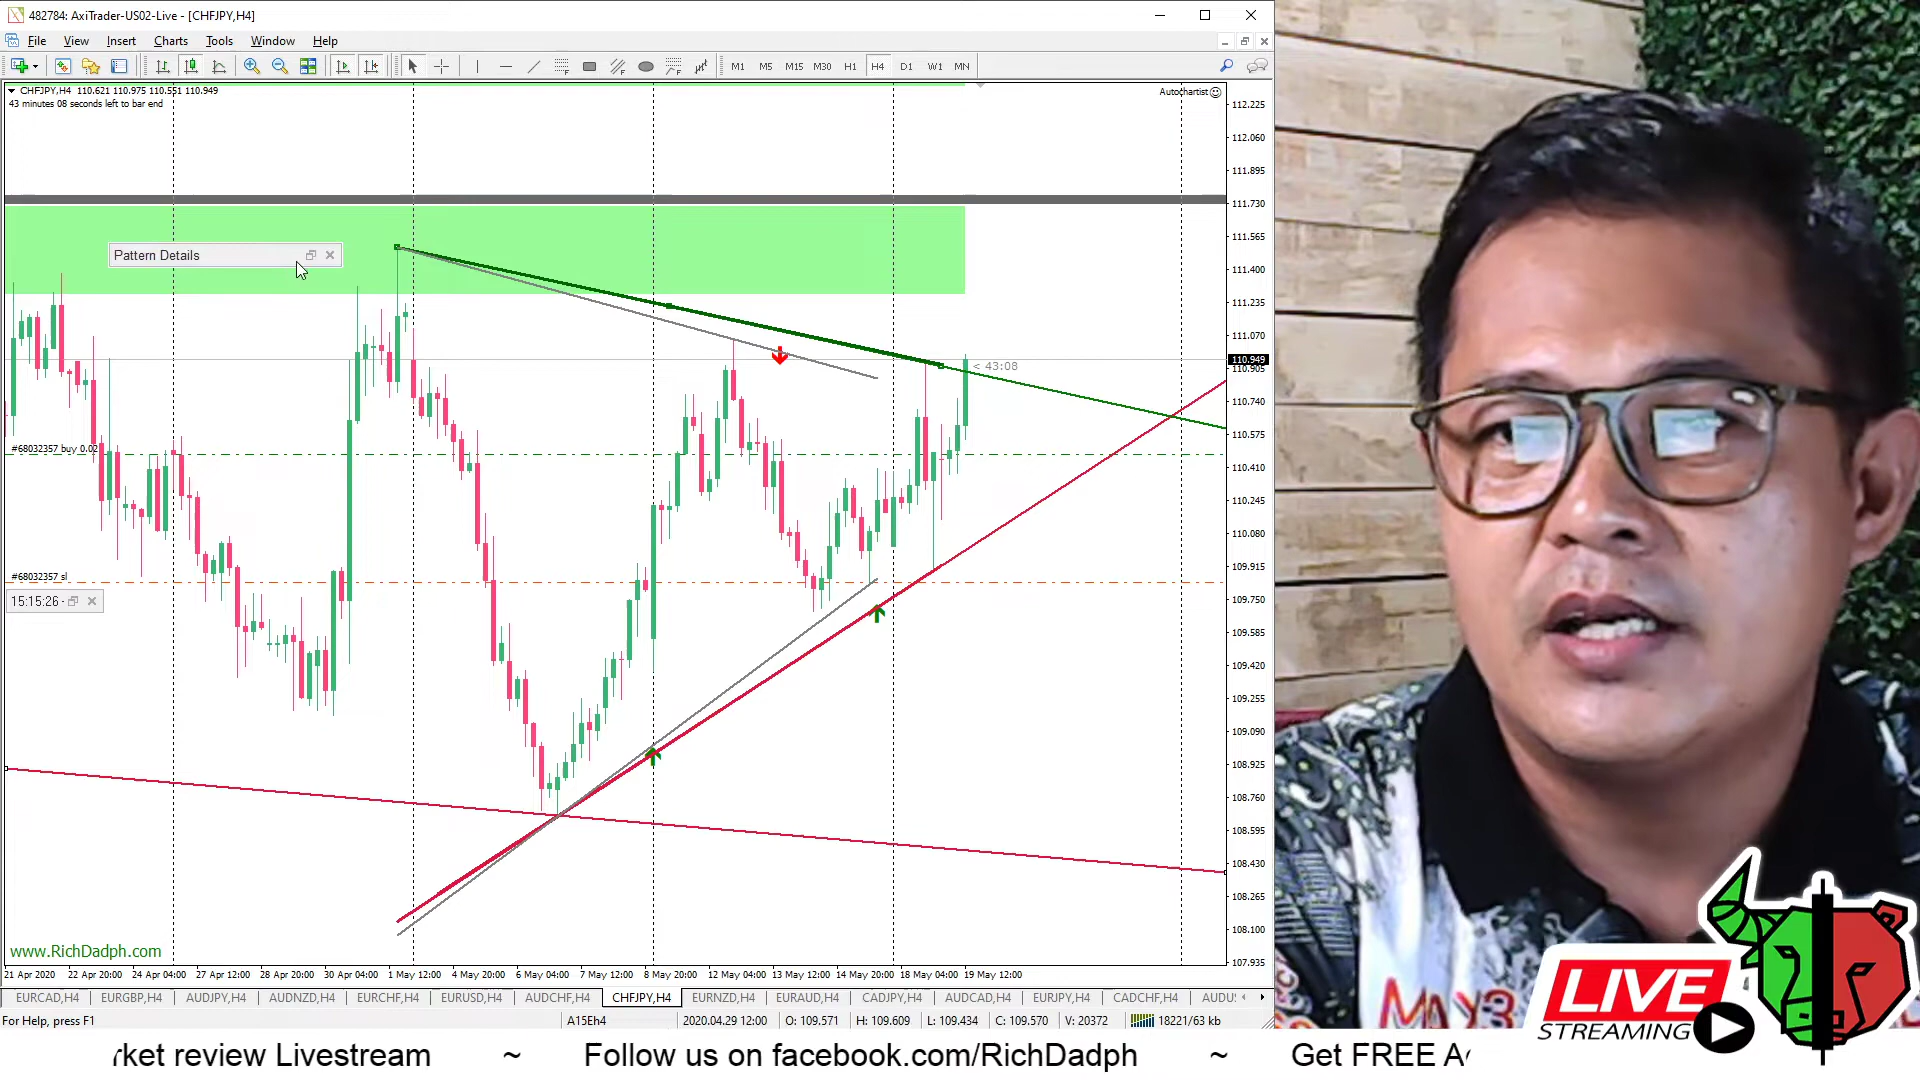 482784: AxiTrader-US02-Live - [CHFJPY,H4]
File View Insert Charts Tools Window Help
M1 M5 M15 M30 H1 H4 D1 W1 MN
CHFJPY,H4 110.621 110.975 110.551 110.949
Autochartist
43 minutes 08 seconds left to bar end
112.225
112.060
111.895
111.730
111.565
111.400
111.235
111.070
110.949
110.905
110.740
110.575
110.410
110.245
110.080
109.915
109.750
109.585
109.420
109.255
109.090
108.925
108.760
108.595
108.430
108.265
108.100
107.935
Pattern Details
< 43:08
#68032357 buy 0.02
#68032357 sl
15:15:26 -
www.RichDadph.com
21 Apr 2020 22 Apr 20:00 24 Apr 04:00 27 Apr 12:00 28 Apr 20:00 30 Apr 04:00 1 May 12:00 4 May 20:00 6 May 04:00 7 May 12:00 8 May 20:00 12 May 04:00 13 May 12:00 14 May 20:00 18 May 04:00 19 May 12:00
EURCAD,H4 EURGBP,H4 AUDJPY,H4 AUDNZD,H4 EURCHF,H4 EURUSD,H4 AUDCHF,H4 CHFJPY,H4 EURNZD,H4 EURAUD,H4 CADJPY,H4 AUDCAD,H4 EURJPY,H4 CADCHF,H4 AUDU
For Help, press F1
A15Eh4
2020.04.29 12:00 O: 109.571 H: 109.609 L: 109.434 C: 109.570 V: 20372 18221/63 kb
LIVE
STREAMING
rket review Livestream ~ Follow us on facebook.com/RichDadph ~ Get FREE A